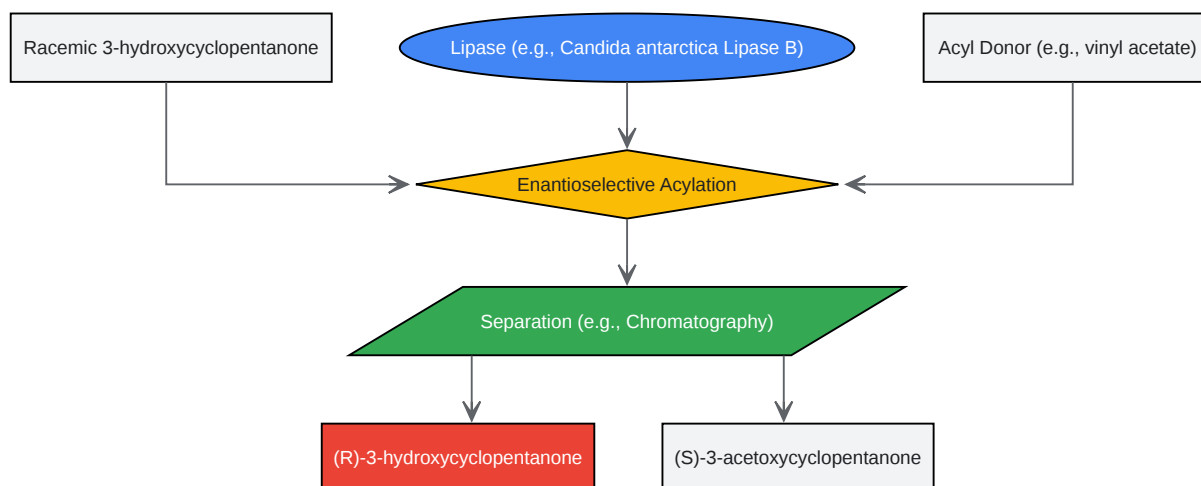 Racemic 3-hydroxycyclopentanone
Lipase (e.g., Candida antarctica Lipase B)
Acyl Donor (e.g., vinyl acetate)
Enantioselective Acylation
Separation (e.g., Chromatography)
(R)-3-hydroxycyclopentanone
(S)-3-acetoxycyclopentanone